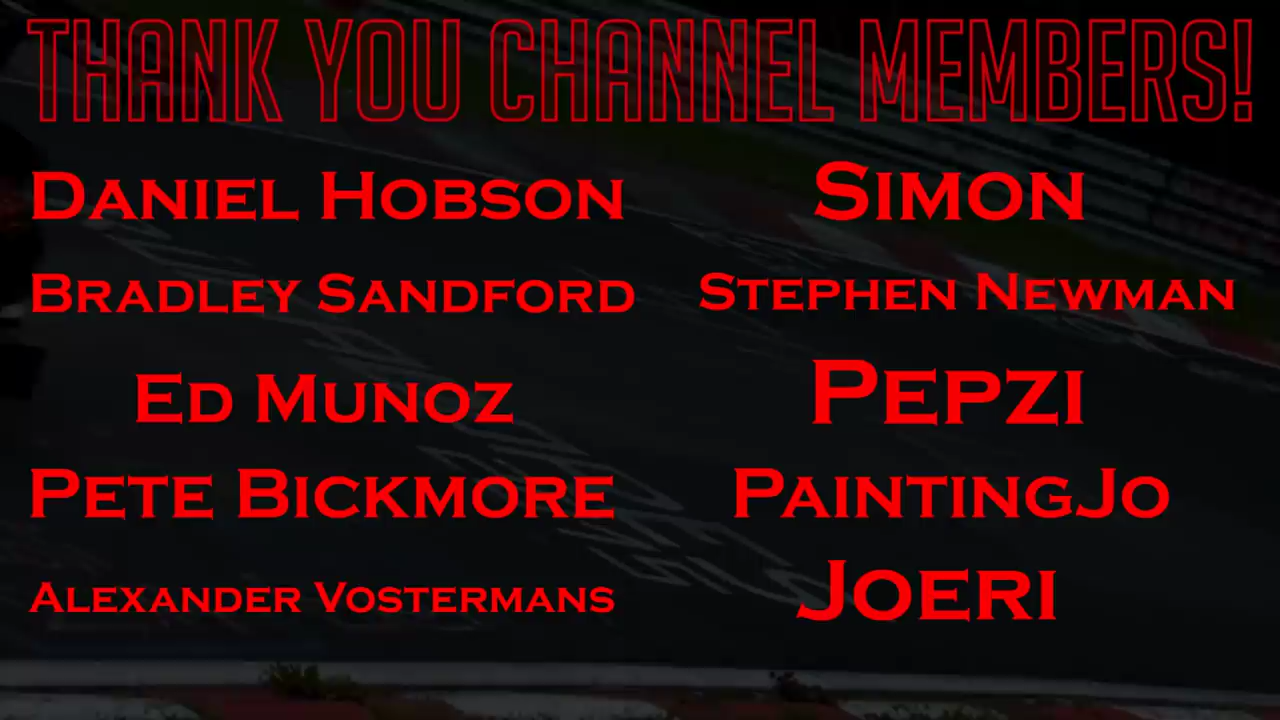 THANK YOU CHANNEL MEMBERS!
Daniel Hobson
Simon
Bradley Sandford
Stephen Newman
Ed Munoz
Pepzi
Pete Bickmore
PaintingJo
Alexander Vostermans
Joeri